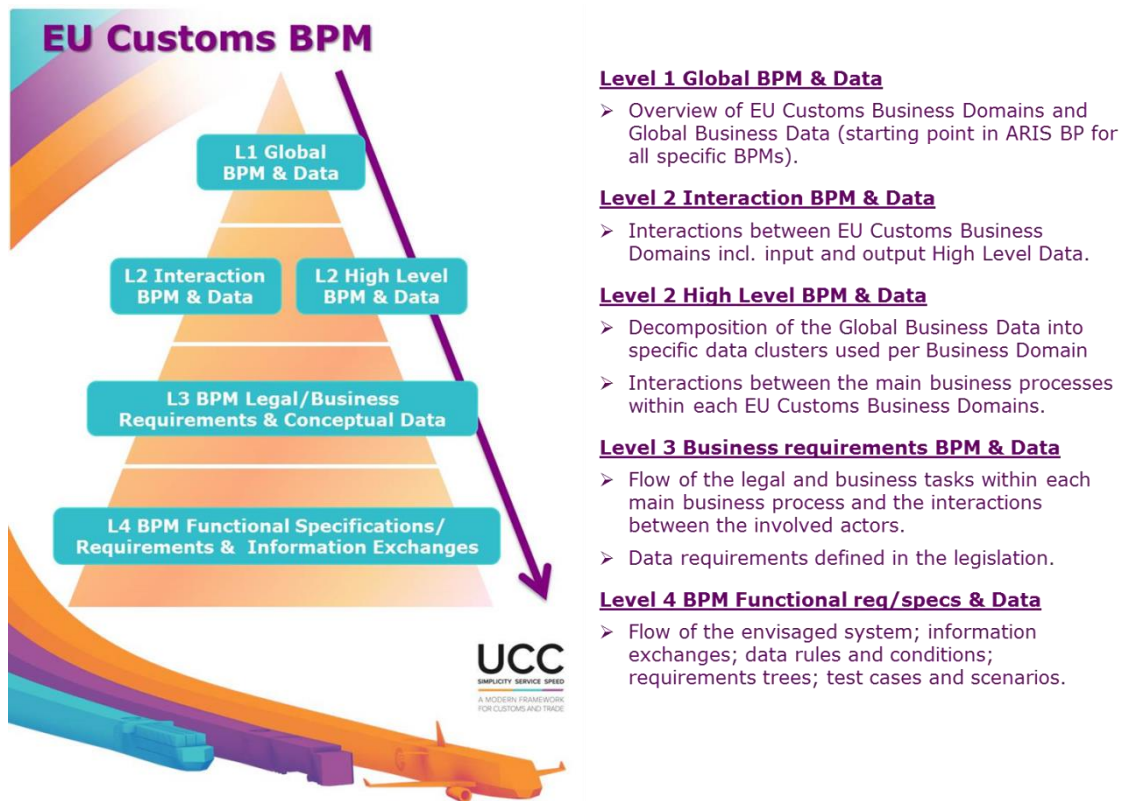 EU Customs BPM
L1 Global
BPM & Data
L2 Interaction
BPM & Data
L2 High Level
BPM & Data
L3 BPM Legal/Business
Requirements & Conceptual Data
L4 BPM Functional Specifications/
Requirements & Information Exchanges
UCC
SIMPLICITY SERVICE SPEED
A MODERN FRAMEWORK
FOR CUSTOMS AND TRADE
Level 1 Global BPM & Data
➢ Overview of EU Customs Business Domains and
Global Business Data (starting point in ARIS BP for
all specific BPMs).
Level 2 Interaction BPM & Data
➢ Interactions between EU Customs Business
Domains incl. input and output High Level Data.
Level 2 High Level BPM & Data
➢ Decomposition of the Global Business Data into
specific data clusters used per Business Domain
➢ Interactions between the main business processes
within each EU Customs Business Domains.
Level 3 Business requirements BPM & Data
➢ Flow of the legal and business tasks within each
main business process and the interactions
between the involved actors.
➢ Data requirements defined in the legislation.
Level 4 BPM Functional req/specs & Data
➢ Flow of the envisaged system; information
exchanges; data rules and conditions;
requirements trees; test cases and scenarios.